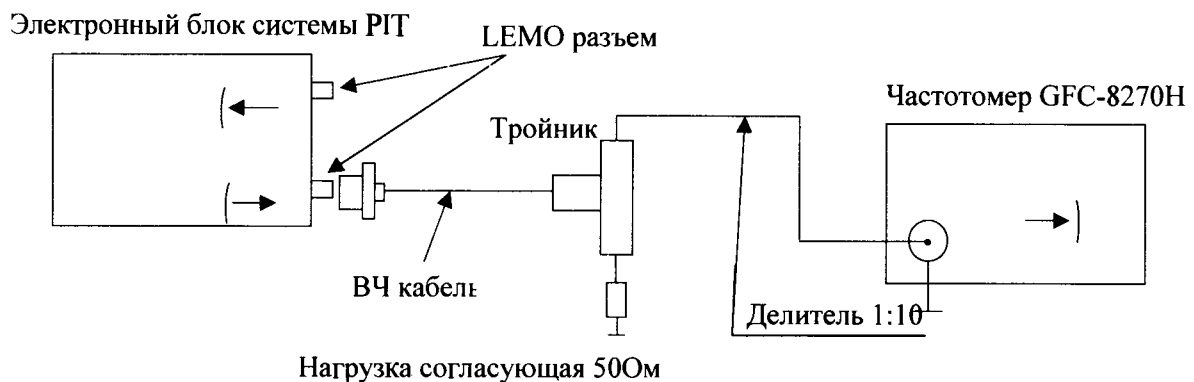 Электронный блок системы PIT
LEMO разъем
Частотомер GFC-8270H
Тройник
ВЧ кабель
Делитель 1:10
Нагрузка согласующая 50Ом